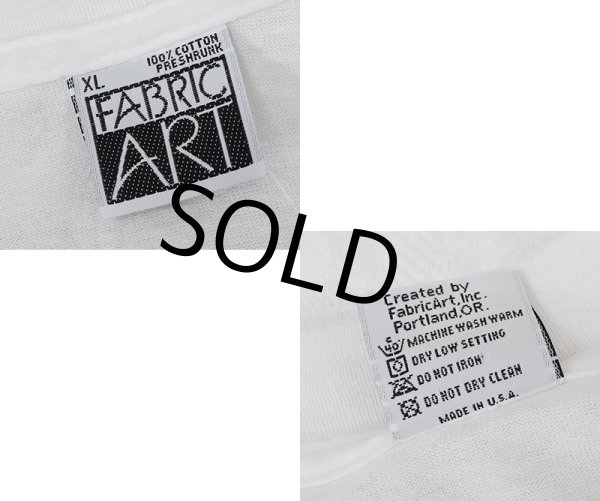 100% COTTON
PRESHRUNK
XL
FABRIC
ART
SOLD
Created by
FabricArt,Inc.
Portland,OR.
40° MACHINE WASH WARM
DRY LOW SETTING
DO NOT IRON
DO NOT DRY CLEAN
MADE IN U.S.A.